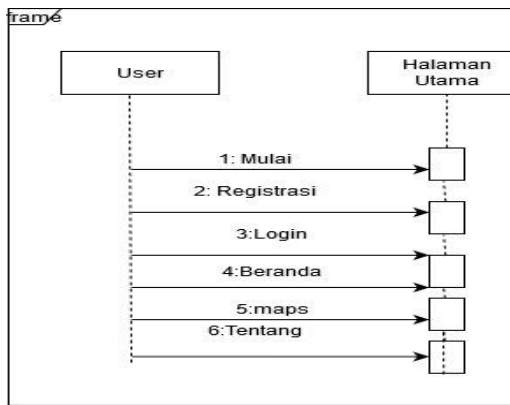 frame
User
Halaman
Utama
1: Mulai
2: Registrasi
3:Login
4:Beranda
5:maps
6:Tentang